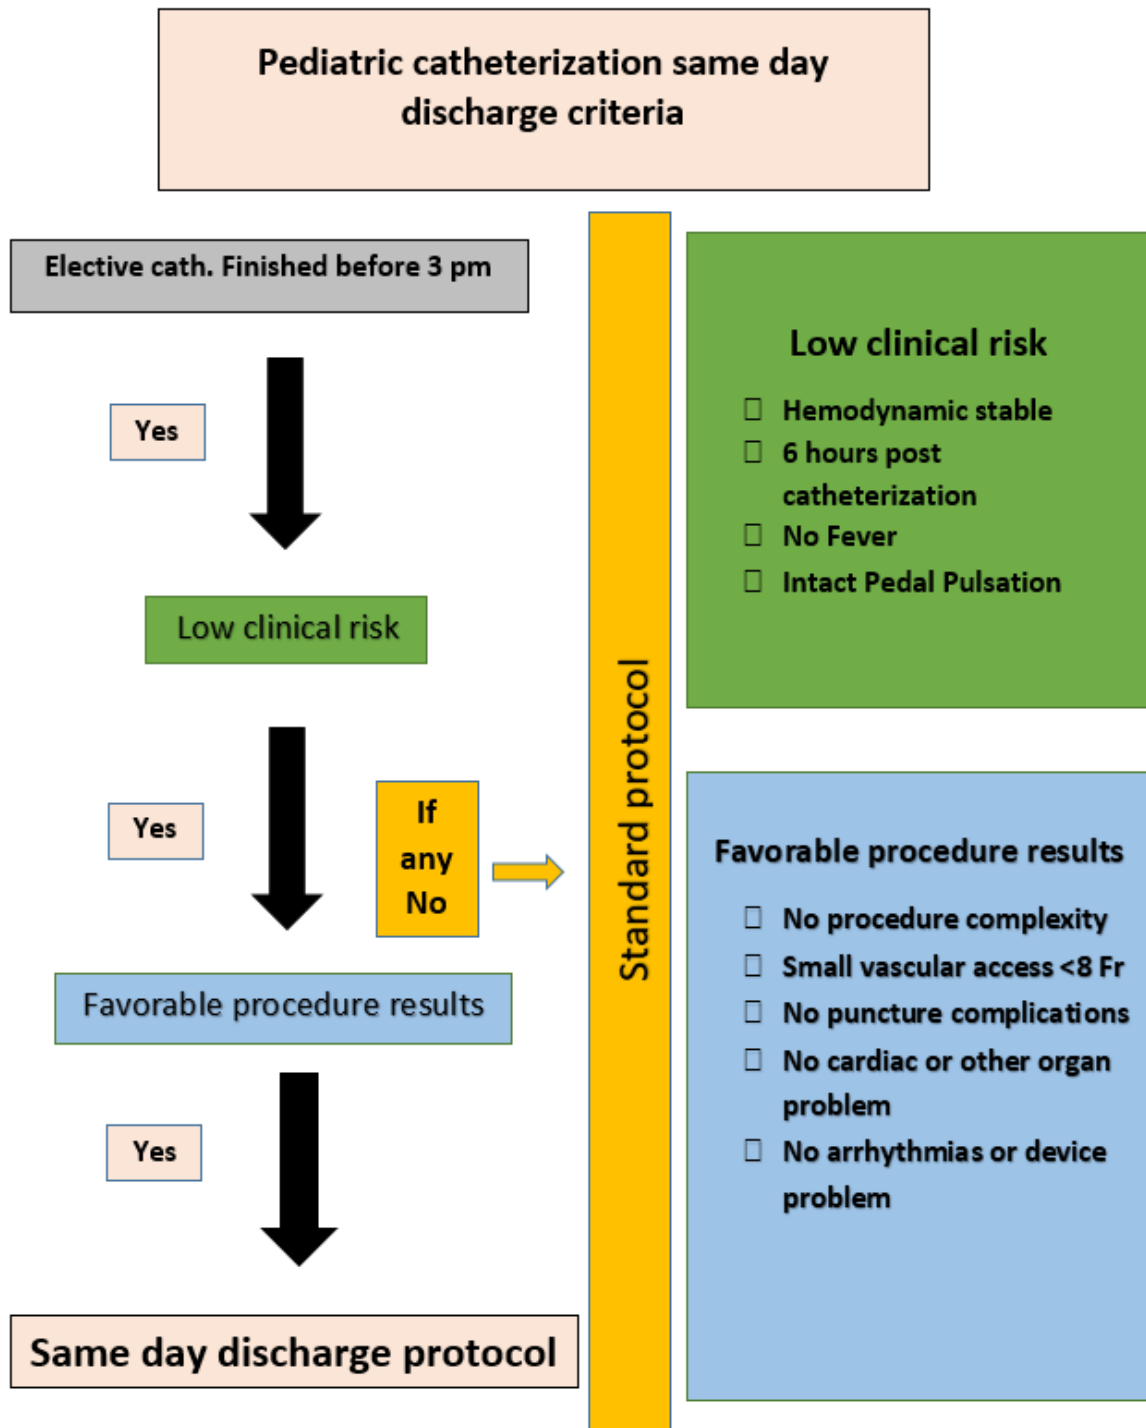 Pediatric catheterization same day
discharge criteria
Elective cath. Finished before 3 pm
Yes
Low clinical risk
Yes
If
any
No
Favorable procedure results
Yes
Same day discharge protocol
Standard protocol
Low clinical risk
Hemodynamic stable
6 hours post
catheterization
No Fever
Intact Pedal Pulsation
Favorable procedure results
No procedure complexity
Small vascular access <8 Fr
No puncture complications
No cardiac or other organ
problem
No arrhythmias or device
problem